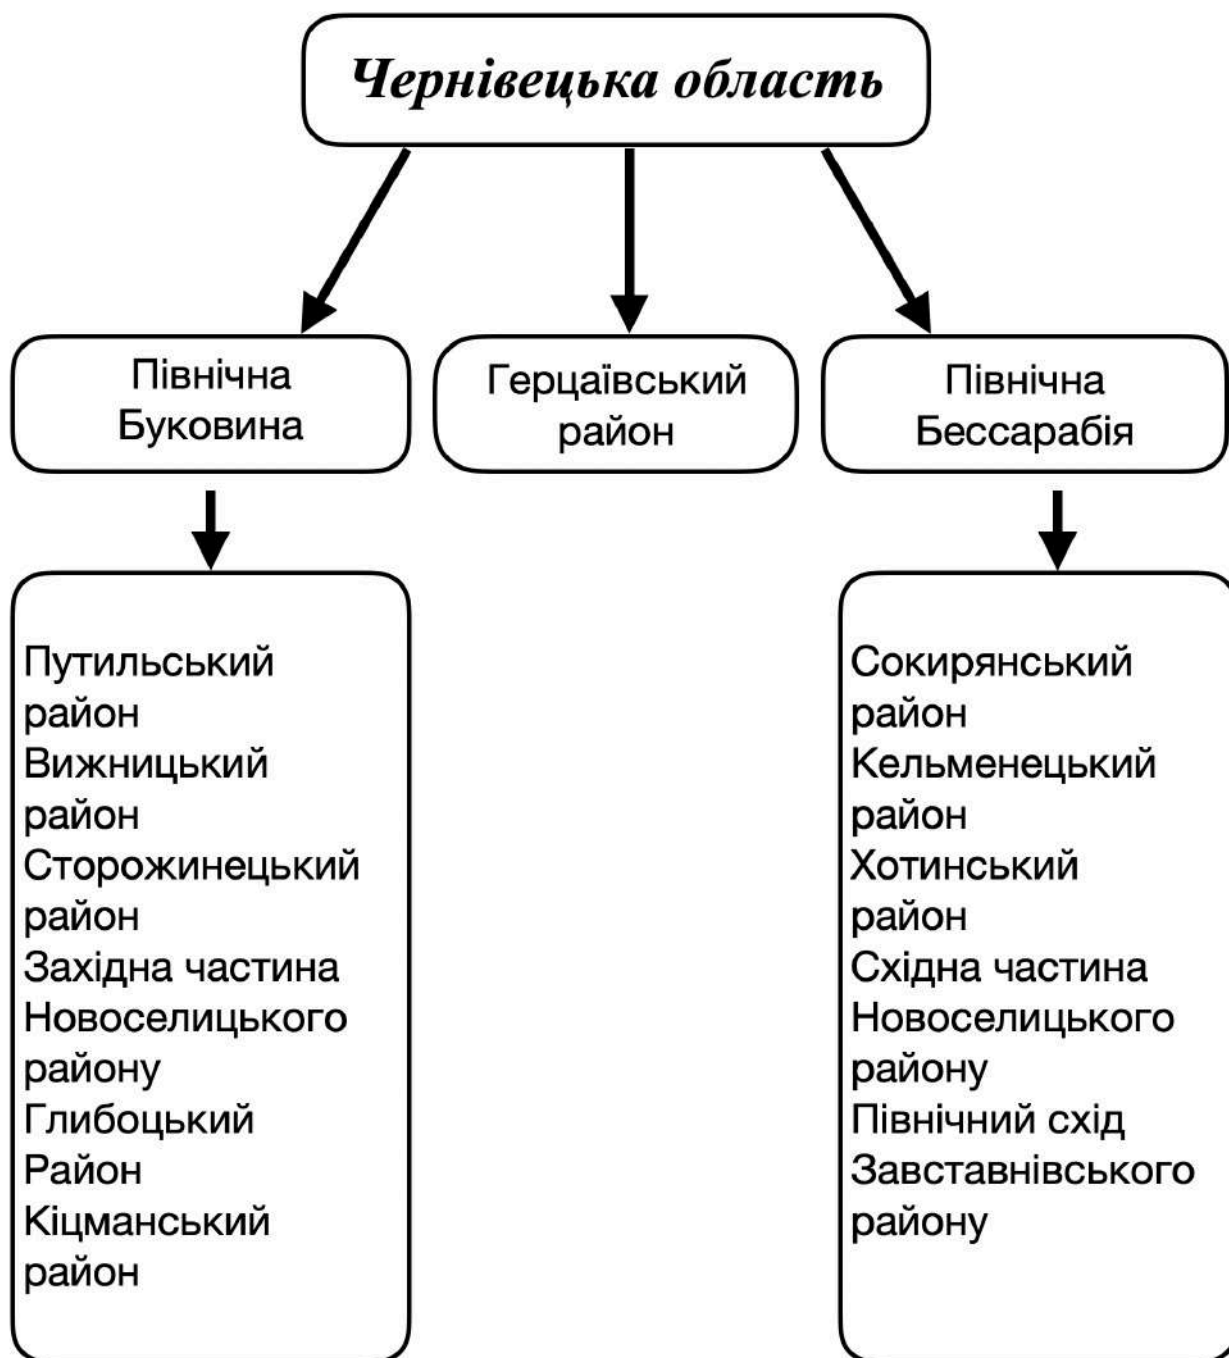 Чернівецька область
Північна
Буковина
Герцаївський
район
Північна
Бессарабія
Путильський
район
Вижницький
район
Сторожинецький
район
Західна частина
Новоселицького
району
Глибоцький
Район
Кіцманський
район
Сокирянський
район
Кельменецький
район
Хотинський
район
Східна частина
Новоселицького
району
Північний схід
Завставнівського
району